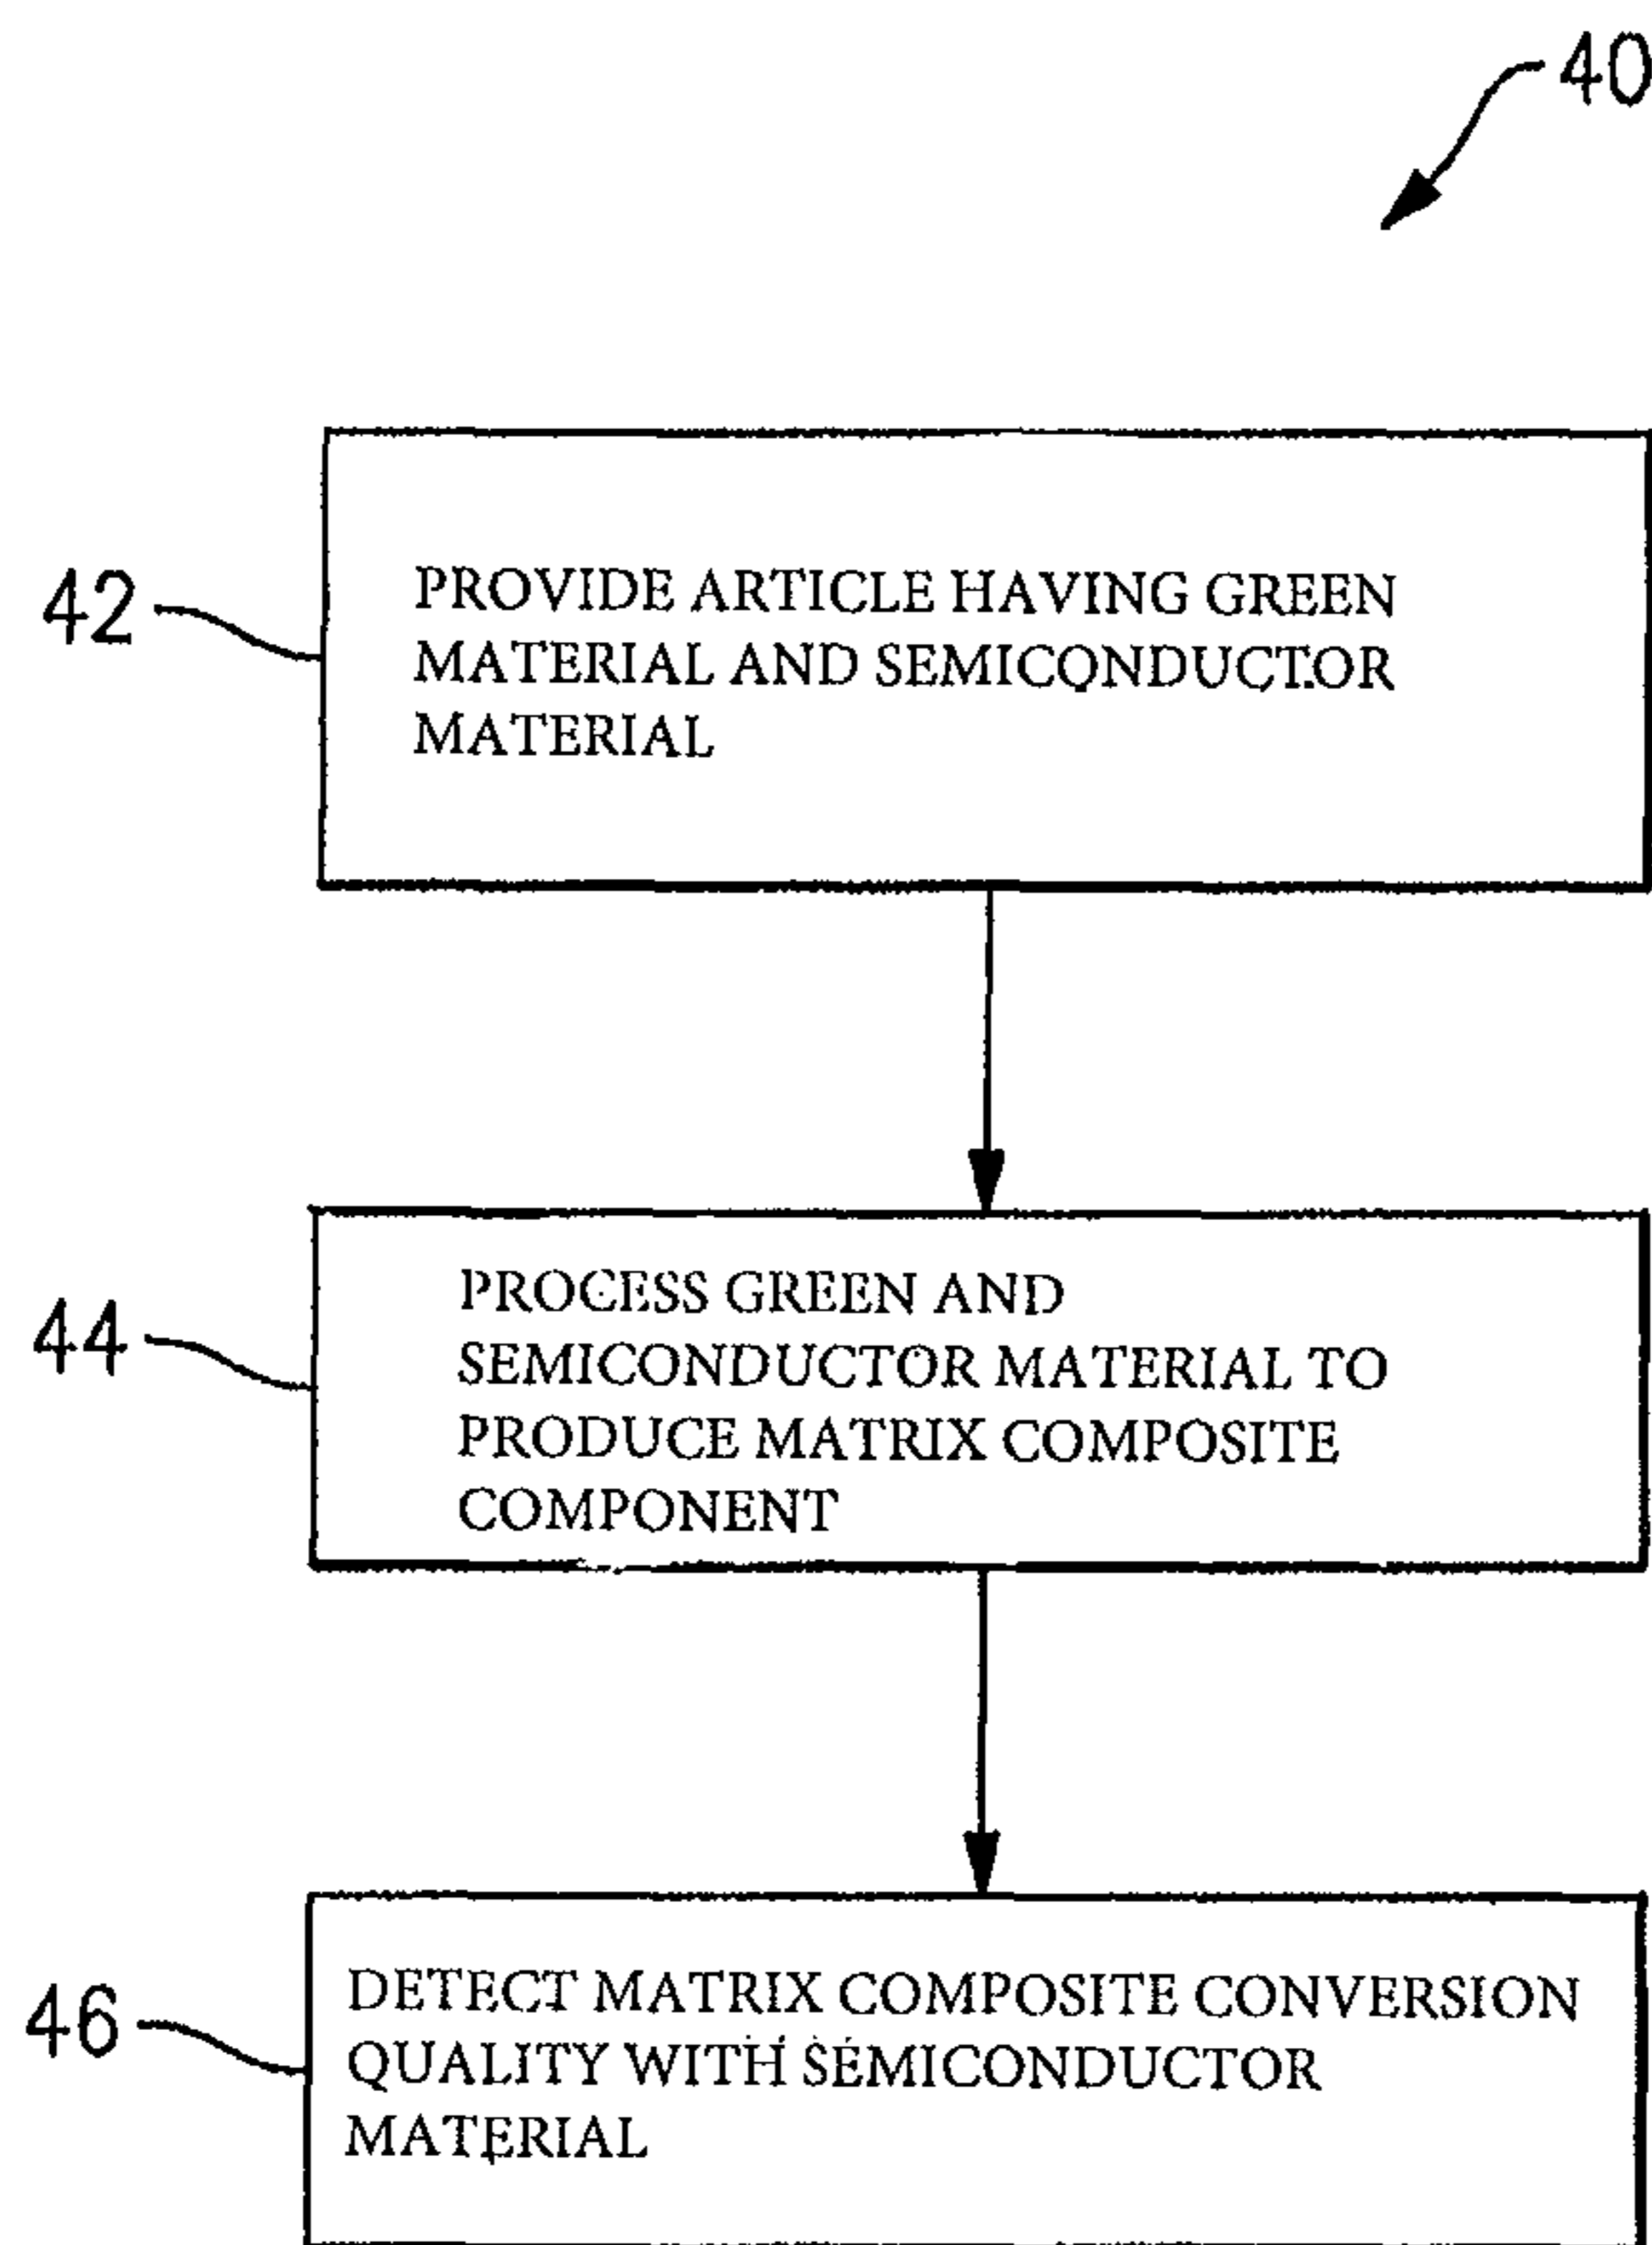 40
42
PROVIDE ARTICLE HAVING GREEN
MATERIAL AND SEMICONDUCTOR
MATERIAL
44
PROCESS GREEN AND
SEMICONDUCTOR MATERIAL TO
PRODUCE MATRIX COMPOSITE
COMPONENT
46
DETECT MATRIX COMPOSITE CONVERSION
QUALITY WITH SEMICONDUCTOR
MATERIAL